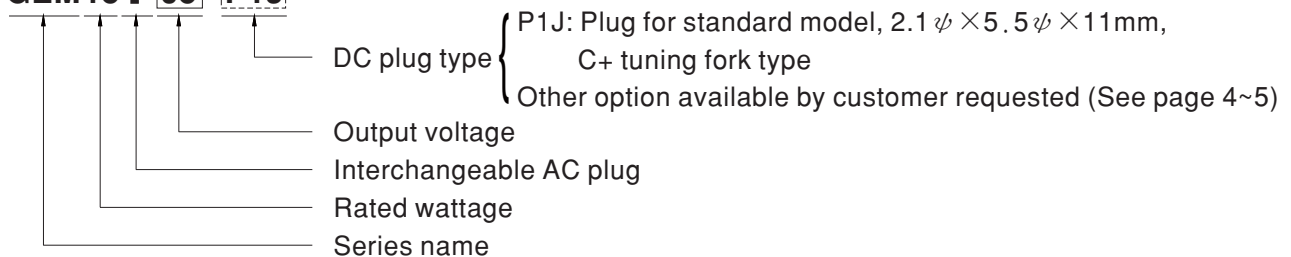 P1J: Plug for standard model, 2.1ψ×5.5ψ×11mm,
DC plug type
C+ tuning fork type
Other option available by customer requested (See page 4~5)
Output voltage
Interchangeable AC plug
Rated wattage
Series name